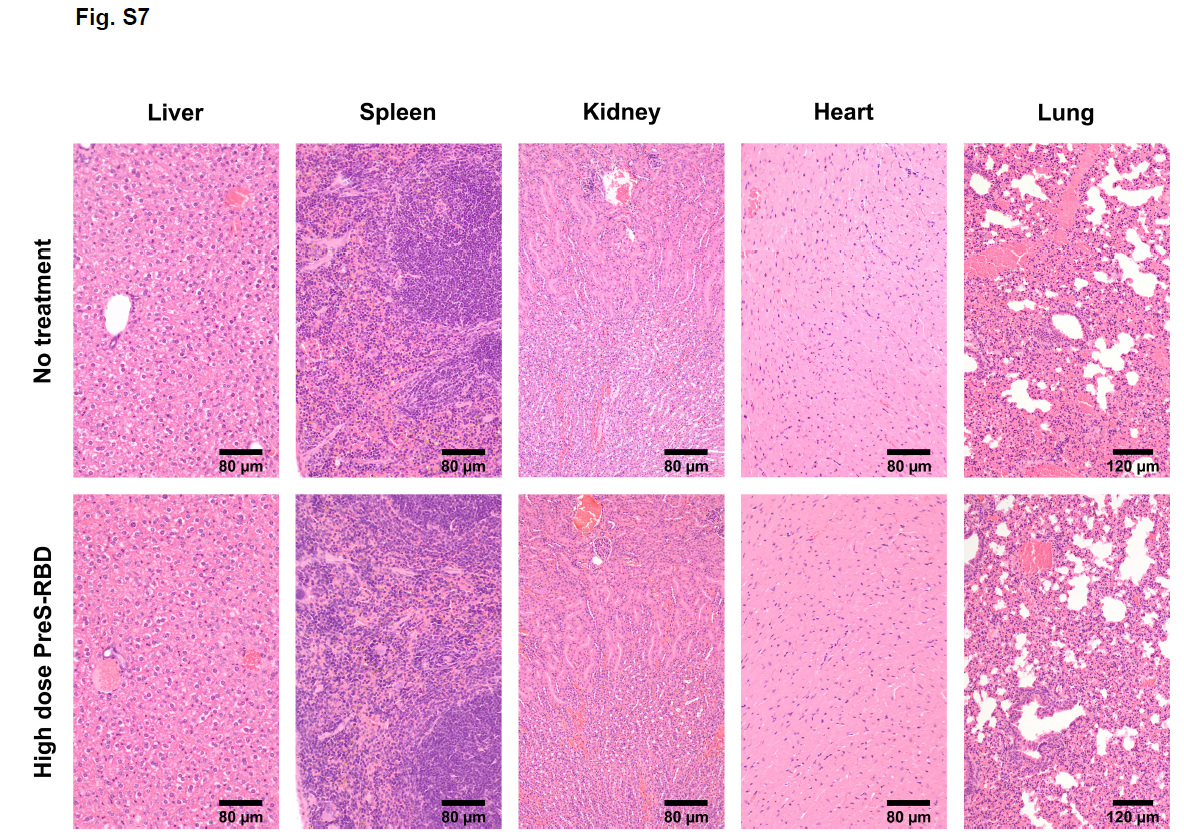 Fig. S7
Liver Spleen Kidney Heart Lung
No treatment
80 µm 80 µm 80 µm 80 µm 120 µm
High dose PreS-RBD
80 µm 80 µm 80 µm 80 µm 120 µm